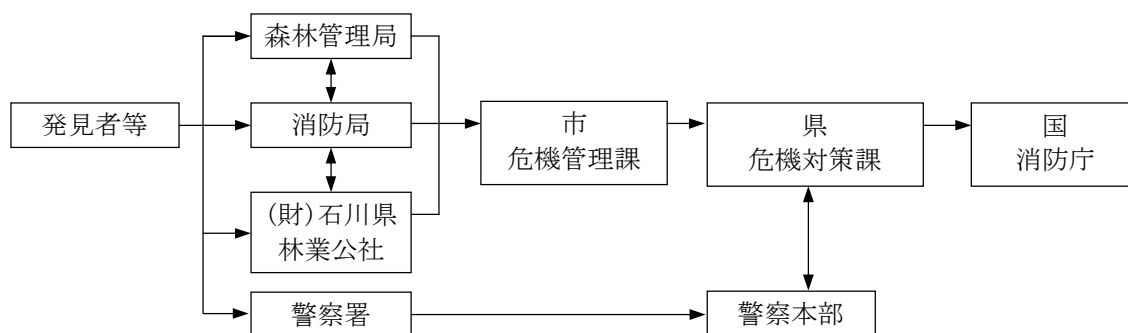 森林管理局
発見者等
消防局
市
危機管理課
県
危機対策課
国
消防庁
(財)石川県
林業公社
警察署
警察本部